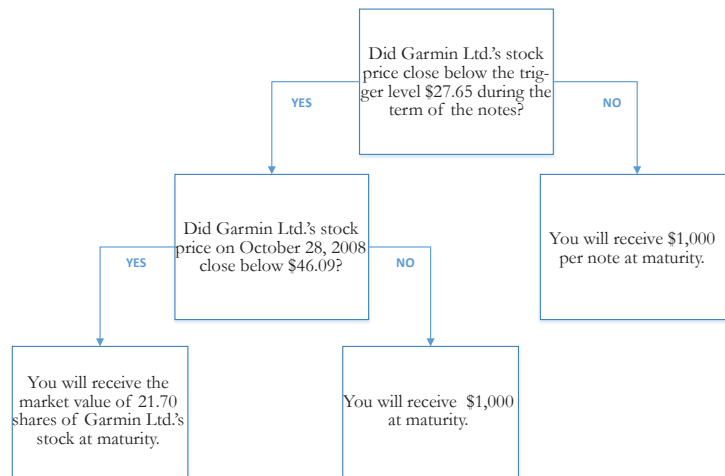 Did Garmin Ltd.'s stock
price close below the trig-
ger level $27.65 during the
term of the notes?
YES
NO
Did Garmin Ltd.'s stock
price on October 28, 2008
close below $46.09?
You will receive $1,000
per note at maturity.
YES
NO
You will receive the
market value of 21.70
shares of Garmin Ltd.'s
stock at maturity.
You will receive $1,000
at maturity.